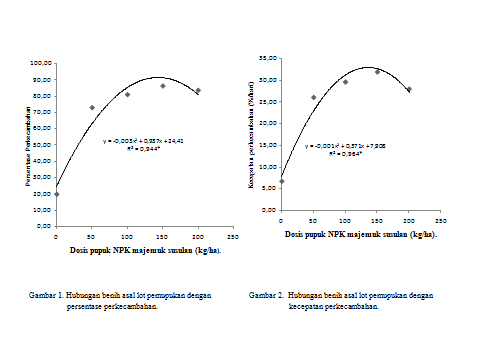 Persentase Perkecambahan
100,00
90,00
80,00
70,00
60,00
50,00
40,00
30,00
20,00
10,00
0,00
y = -0,003x² + 0,937x + 24,41
R² = 0,944*
0 50 100 150 200 250
Dosis pupuk NPK majemuk susulan (kg/ha).
Gambar 1. Hubungan benih asal lot pemupukan dengan
persentase perkecambahan.
Kecepatan perkecambahan (%/hari)
35,00
30,00
25,00
20,00
15,00
10,00
5,00
0,00
y = -0,001x² + 0,371x + 7,908
R² = 0,964*
0 50 100 150 200 250
Dosis pupuk NPK majemuk susulan (kg/ha).
Gambar 2. Hubungan benih asal lot pemupukan dengan
kecepatan perkecambahan.